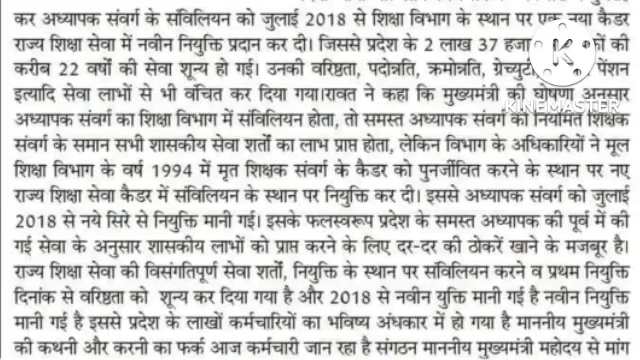 कर अध्यापक संवर्ग के संविलियन को जुलाई 2018 से शिक्षा विभाग के स्थान पर एक नया कैडर
राज्य शिक्षा सेवा में नवीन नियुक्ति प्रदान कर दी। जिससे प्रदेश के 2 लाख 37
करीब 22 वर्षों की सेवा शून्य हो गई। उनकी वरिष्ठता, पदोन्नति, क्रमोन्नति, ग्रेच्युटी पेंशन
इत्यादि सेवा लाभों से भी वंचित कर दिया गया।रावत ने कहा कि मुख्यमंत्री की घोषणा अनुसार
अध्यापक संवर्ग का शिक्षा विभाग में संविलियन होता, तो समस्त अध्यापक संवर्ग को नियमित शिक्षक
संवर्ग के समान सभी शासकीय सेवा शर्तों का लाभ प्राप्त होता, लेकिन विभाग के अधिकारियों ने मूल
शिक्षा विभाग के वर्ष 1994 में मृत शिक्षक संवर्ग के कैडर को पुनर्जीवित करने के स्थान पर नए
राज्य शिक्षा सेवा कैडर में संविलियन के स्थान पर नियुक्ति कर दी। इससे अध्यापक संवर्ग को जुलाई
2018 से नये सिरे से नियुक्ति मानी गई। इसके फलस्वरूप प्रदेश के समस्त अध्यापक की पूर्व में की
गई सेवा के अनुसार शासकीय लाभों को प्राप्त करने के लिए दर-दर की ठोकरें खाने के मजबूर है।
राज्य शिक्षा सेवा की विसंगतिपूर्ण सेवा शर्तो, नियुक्ति के स्थान पर संविलियन करने व प्रथम नियुक्ति
दिनांक से वरिष्ठता को शून्य कर दिया गया है और 2018 से नवीन युक्ति मानी गई है नवीन नियुक्ति
मानी गई है इससे प्रदेश के लाखों कर्मचारियों का भविष्य अंधकार में हो गया है माननीय मुख्यमंत्री
की कथनी और करनी का फर्क आज कर्मचारी जान रहा है संगठन माननीय मुख्यमंत्री महोदय से मांग
KINEMASTER